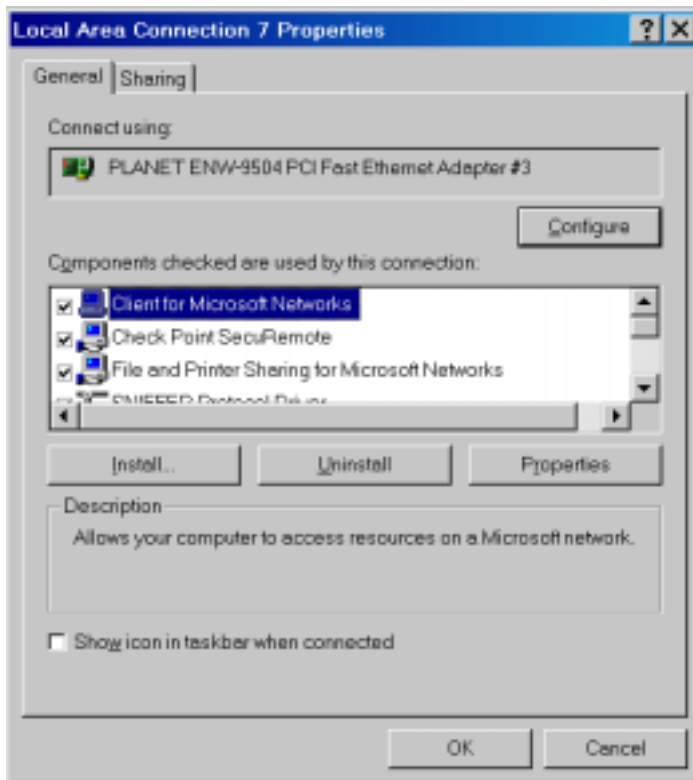 Local Area Connection 7 Properties
General
Sharing
Connect using:
PLANET ENW-9504 PCI Fast Ethernet Adapter #3
Configure
Components checked are used by this connection:
Client for Microsoft Networks
Check Point SecuRemote
File and Printer Sharing for Microsoft Networks
SNIFFER Protocol Driver
Install...
Uninstall
Properties
Description
Allows your computer to access resources on a Microsoft network.
Show icon in taskbar when connected
OK
Cancel